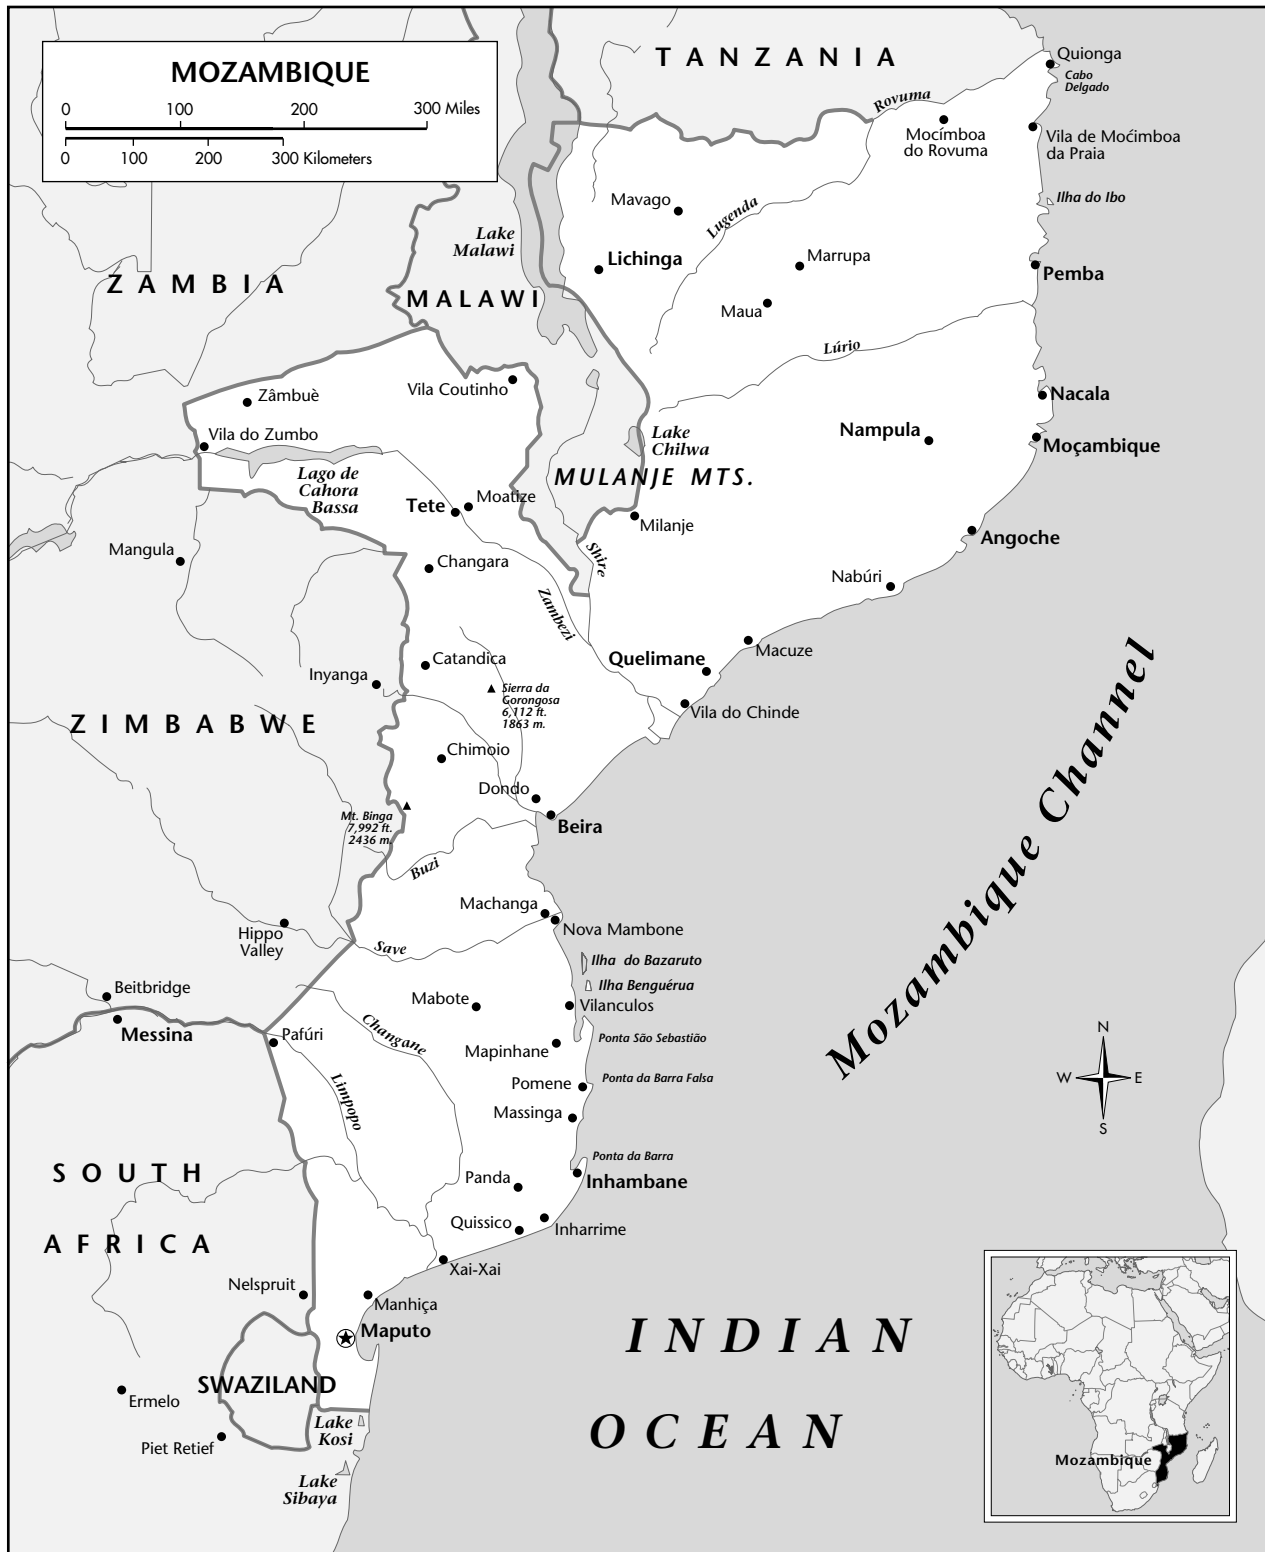 MOZAMBIQUE
0 100 200 300 Miles
0 100 200 300 Kilometers
TANZANIA
Quionga
Cabo
Delgado
Rovuma
Mocímboa
do Rovuma
Vila de Moćimboa
da Praia
Mavago
Lugenda
Ilha do Ibo
Lake
Malawi
Lichinga
Marrupa
Pemba
ZAMBIA
MALAWI
Maua
Lúrio
Vila Coutinho
Zâmbuè
Nacala
Vila do Zumbo
Lake
Chilwa
Nampula
Moçambique
Lago de
Cahora
Bassa
MULANJE MTS.
Tete
Moatize
Milanje
Angoche
Mangula
Changara
Shire
Nabúri
Zambezi
Macuze
Catandica
Quelimane
Inyanga
Sierra da
Gorongosa
6,112 ft.
1863 m.
Vila do Chinde
ZIMBABWE
Chimoio
Dondo
Mt. Binga
7,992 ft.
2436 m.
Beira
Buzi
Mozambique Channel
Machanga
Nova Mambone
Hippo
Valley
Save
Ilha do Bazaruto
Ilha Benguérua
Beitbridge
Mabote
Vilanculos
Messina
Pafúri
Changane
Ponta São Sebastião
Mapinhane
N
W E
S
Limpopo
Pomene
Ponta da Barra Falsa
Massinga
Ponta da Barra
SOUTH
AFRICA
Panda
Inhambane
Quissico
Inharrime
Xai-Xai
Nelspruit
Manhiça
Maputo
INDIAN
OCEAN
SWAZILAND
Ermelo
Lake
Kosi
Piet Retief
Lake
Sibaya
Mozambique